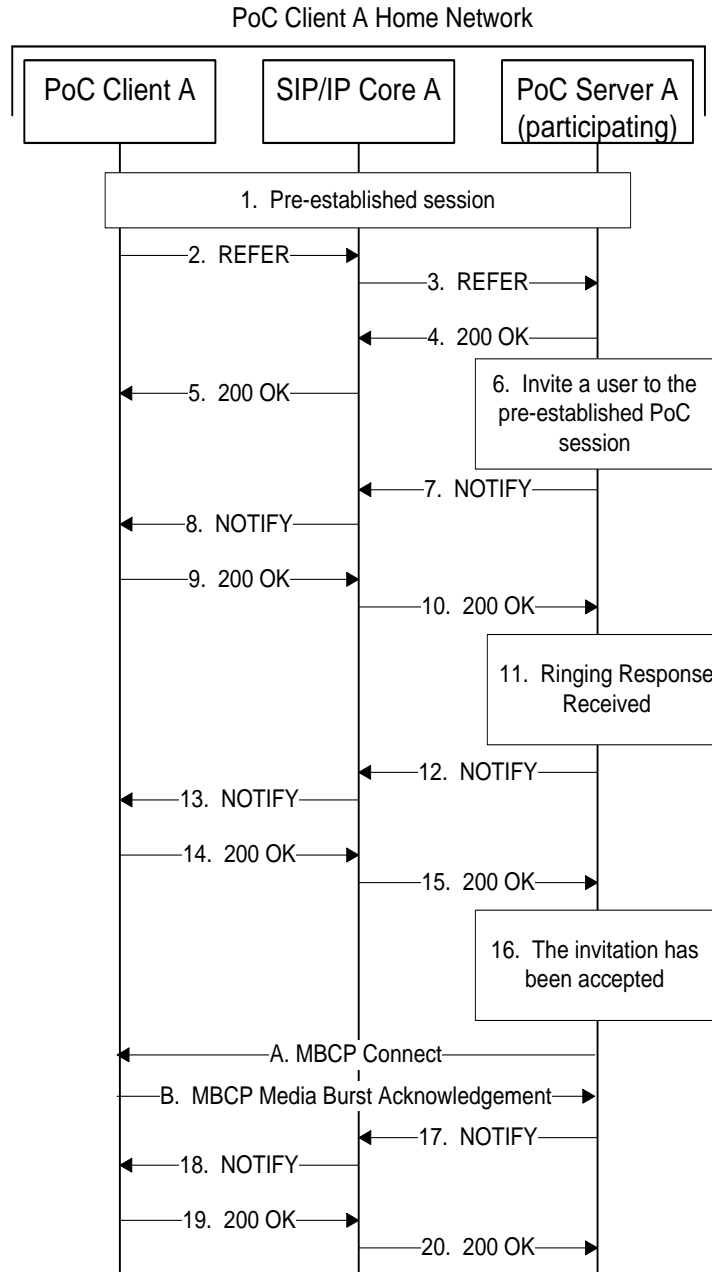 PoC Client A Home Network
PoC Client A
SIP/IP Core A
PoC Server A
(participating)
1. Pre-established session
2. REFER
3. REFER
4. 200 OK
5. 200 OK
6. Invite a user to the
pre-established PoC
session
7. NOTIFY
8. NOTIFY
9. 200 OK
10. 200 OK
11. Ringing Response
Received
12. NOTIFY
13. NOTIFY
14. 200 OK
15. 200 OK
16. The invitation has
been accepted
A. MBCP Connect
B. MBCP Media Burst Acknowledgement
17. NOTIFY
18. NOTIFY
19. 200 OK
20. 200 OK